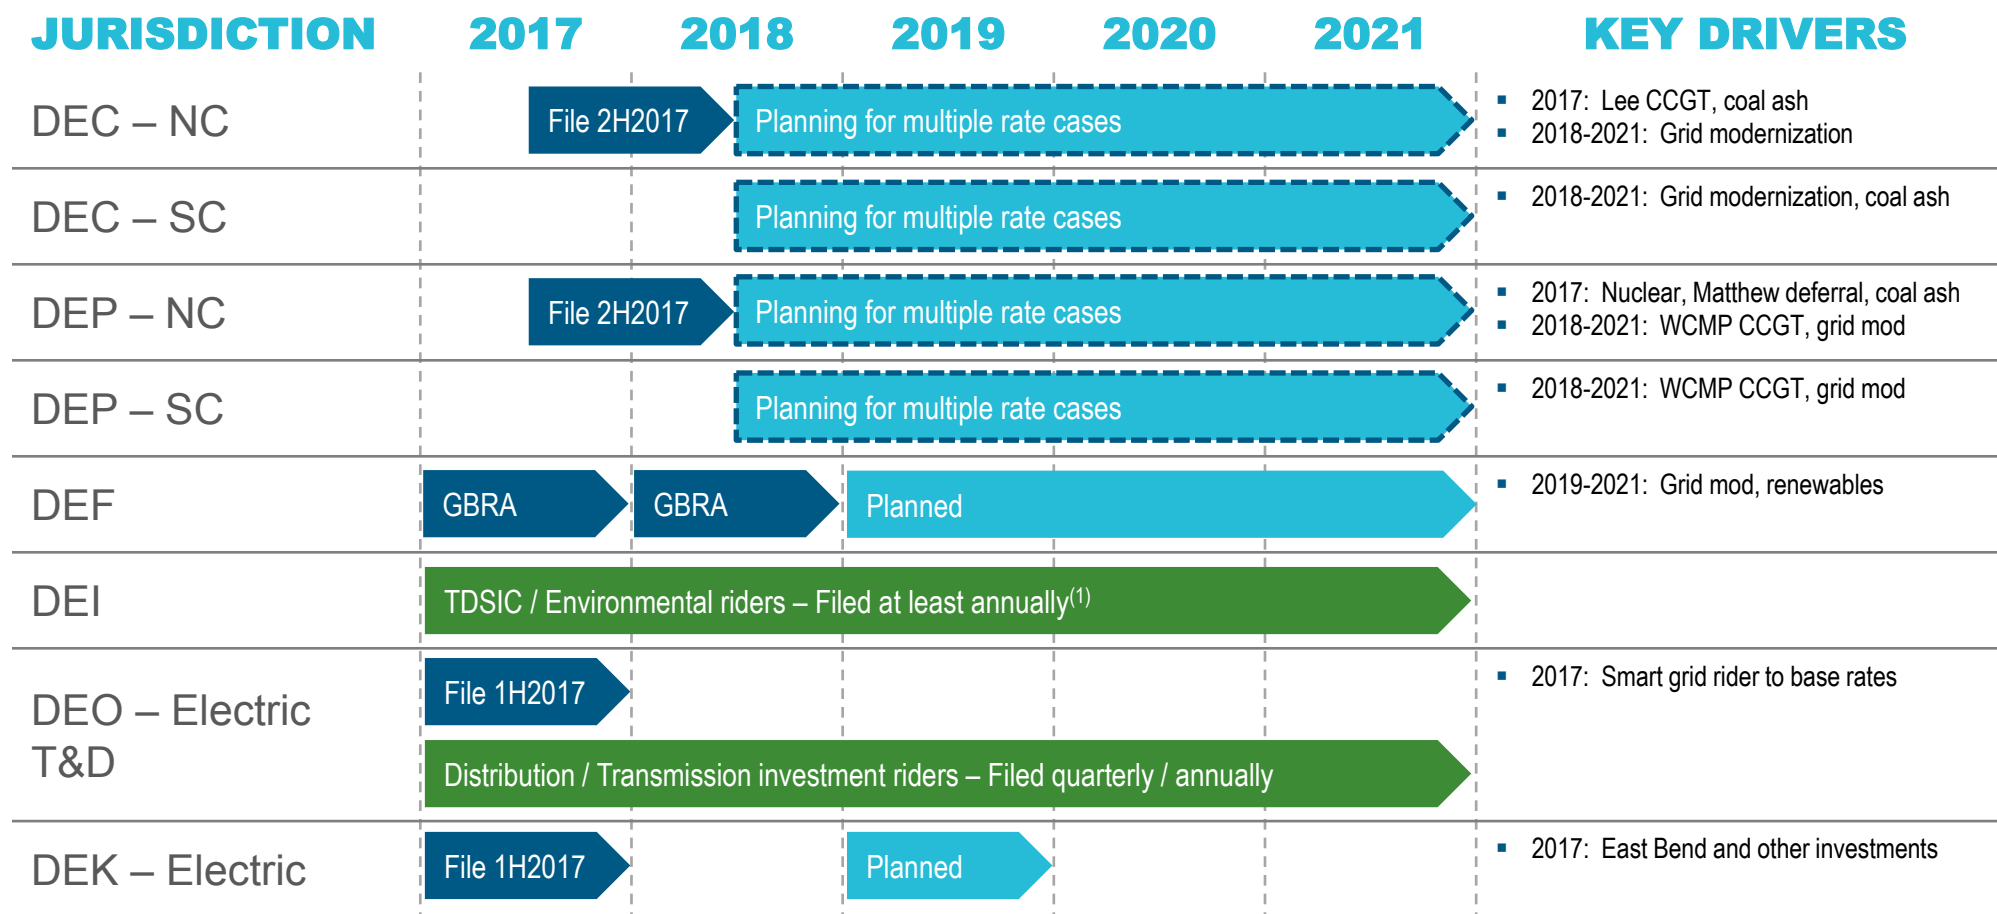 JURISDICTION 2017 2018 2019 2020 2021 KEY DRIVERS
DEC – NC
File 2H2017
Planning for multiple rate cases
▪ 2017: Lee CCGT, coal ash
▪ 2018-2021: Grid modernization
DEC – SC
Planning for multiple rate cases
▪ 2018-2021: Grid modernization, coal ash
DEP – NC
File 2H2017
Planning for multiple rate cases
▪ 2017: Nuclear, Matthew deferral, coal ash
▪ 2018-2021: WCMP CCGT, grid mod
DEP – SC
Planning for multiple rate cases
▪ 2018-2021: WCMP CCGT, grid mod
DEF
GBRA
GBRA
Planned
▪ 2019-2021: Grid mod, renewables
DEI
TDSIC / Environmental riders – Filed at least annually(1)
DEO – Electric
T&D
File 1H2017
Distribution / Transmission investment riders – Filed quarterly / annually
▪ 2017: Smart grid rider to base rates
DEK – Electric
File 1H2017
Planned
▪ 2017: East Bend and other investments